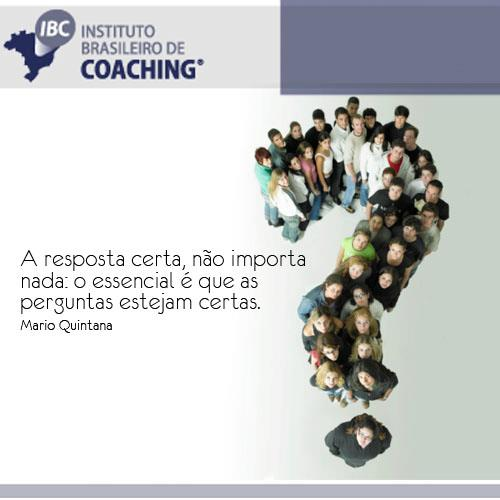 IBC
INSTITUTO
BRASILEIRO DE
COACHING®
A resposta certa, não importa
nada: o essencial é que as
perguntas estejam certas.
Mario Quintana